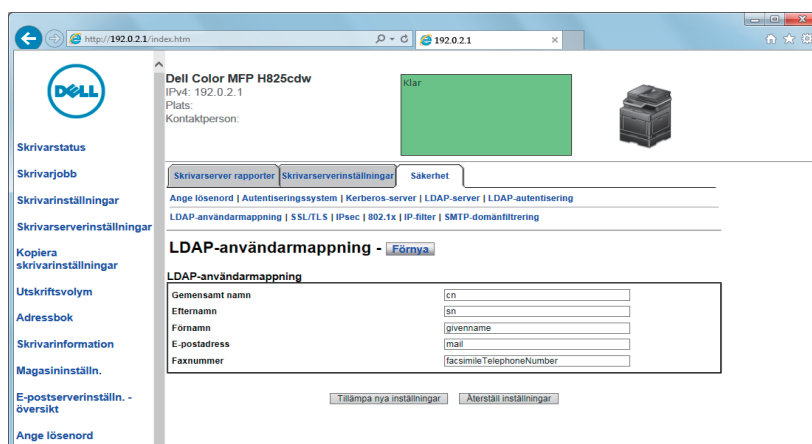 http://192.0.2.1/index.htm
192.0.2.1
DELL
Dell Color MFP H825cdw
IPv4: 192.0.2.1
Plats:
Kontaktperson:
Klar
Skrivarstatus
Skrivarjobb
Skrivarinställningar
Skrivarserverinställningar
Kopiera
skrivarinställningar
Utskriftsvolym
Adressbok
Skrivarinformation
Magasininställn.
E-postserverinställn. -
översikt
Ange lösenord
Skrivarserver rapporter Skrivarserverinställningar Säkerhet
Ange lösenord | Autentiseringssystem | Kerberos-server | LDAP-server | LDAP-autentisering
LDAP-användarmappning | SSL/TLS | IPsec | 802.1x | IP-filter | SMTP-domänfiltrering
LDAP-användarmappning - Förnya
LDAP-användarmappning
Gemensamt namn cn
Efternamn sn
Förnamn givenname
E-postadress mail
Faxnummer facsimileTelephoneNumber
Tillämpa nya inställningar Återställ inställningar